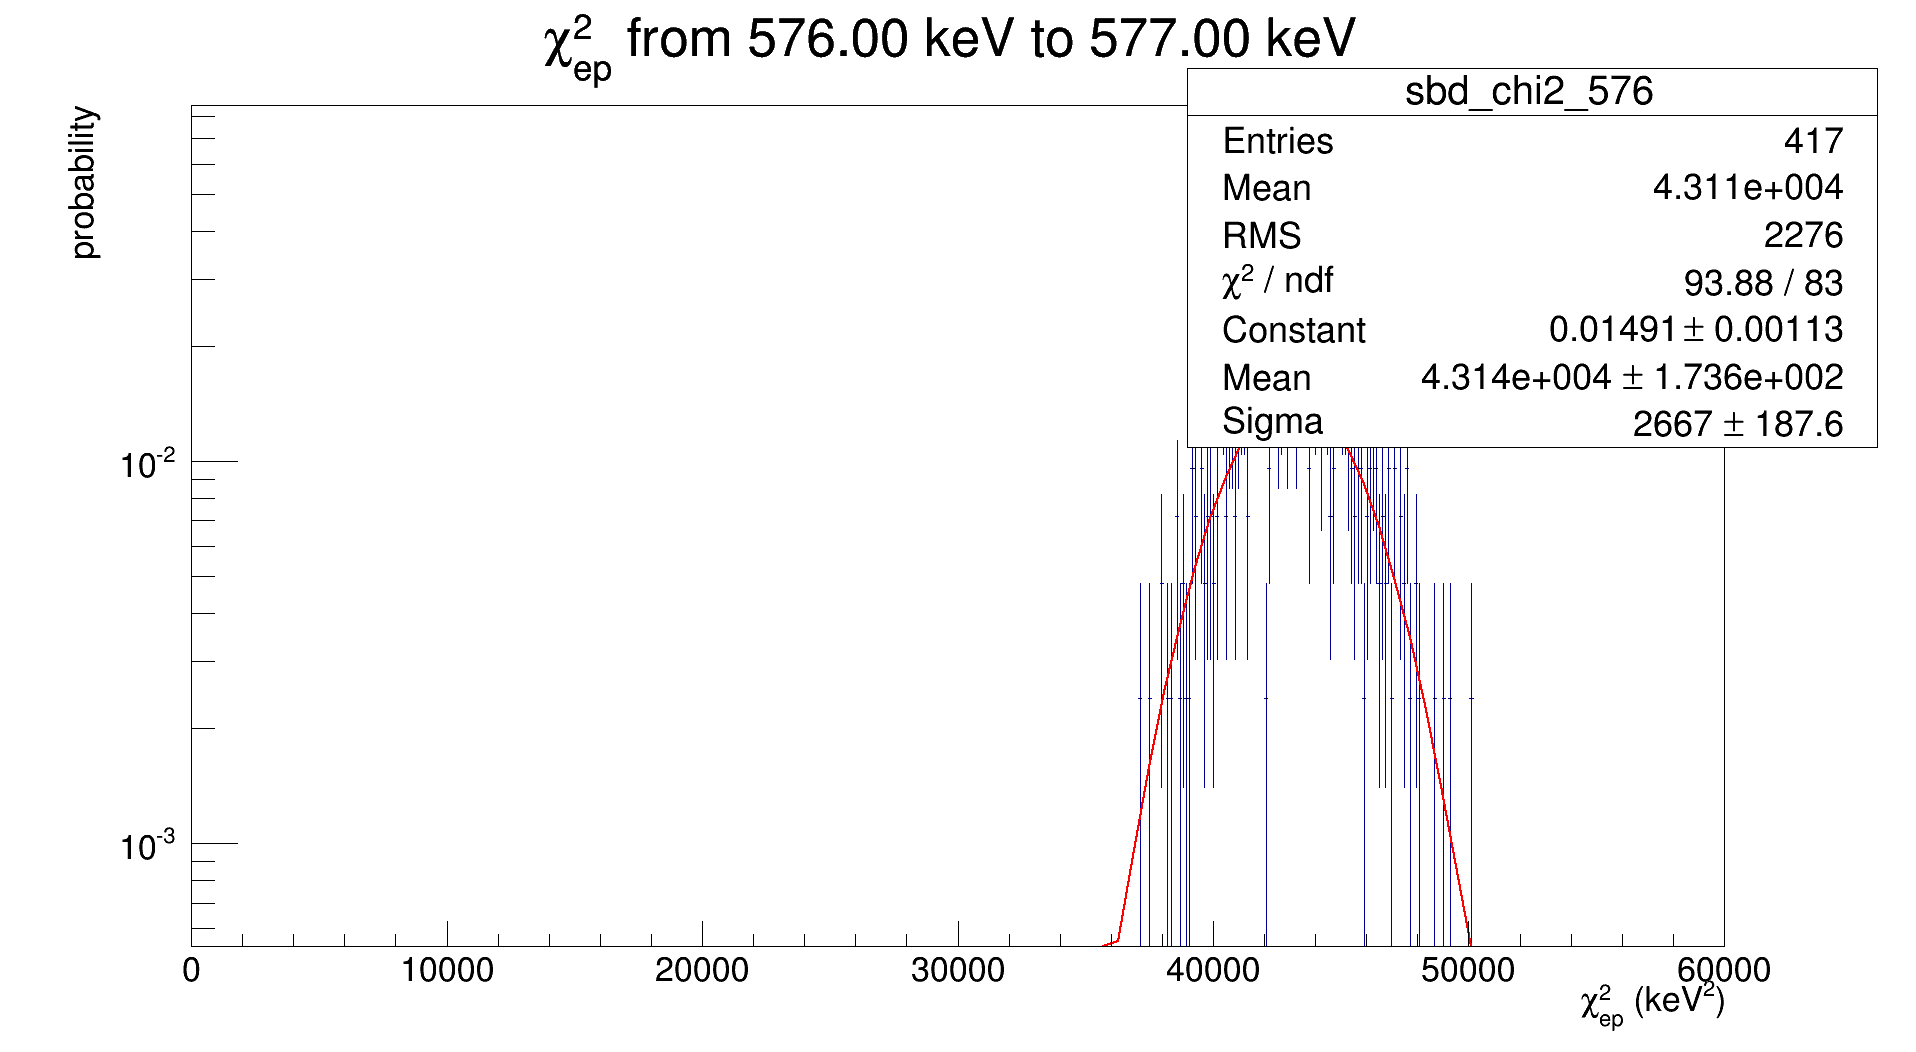 χ²ep from 576.00 keV to 577.00 keV
probability
sbd_chi2_576
Entries 417
Mean 4.311e+004
RMS 2276
χ² / ndf 93.88 / 83
Constant 0.01491 ± 0.00113
Mean 4.314e+004 ± 1.736e+002
Sigma 2667 ± 187.6
10⁻²
10⁻³
0 10000 20000 30000 40000 50000 60000
χ²ep (keV²)